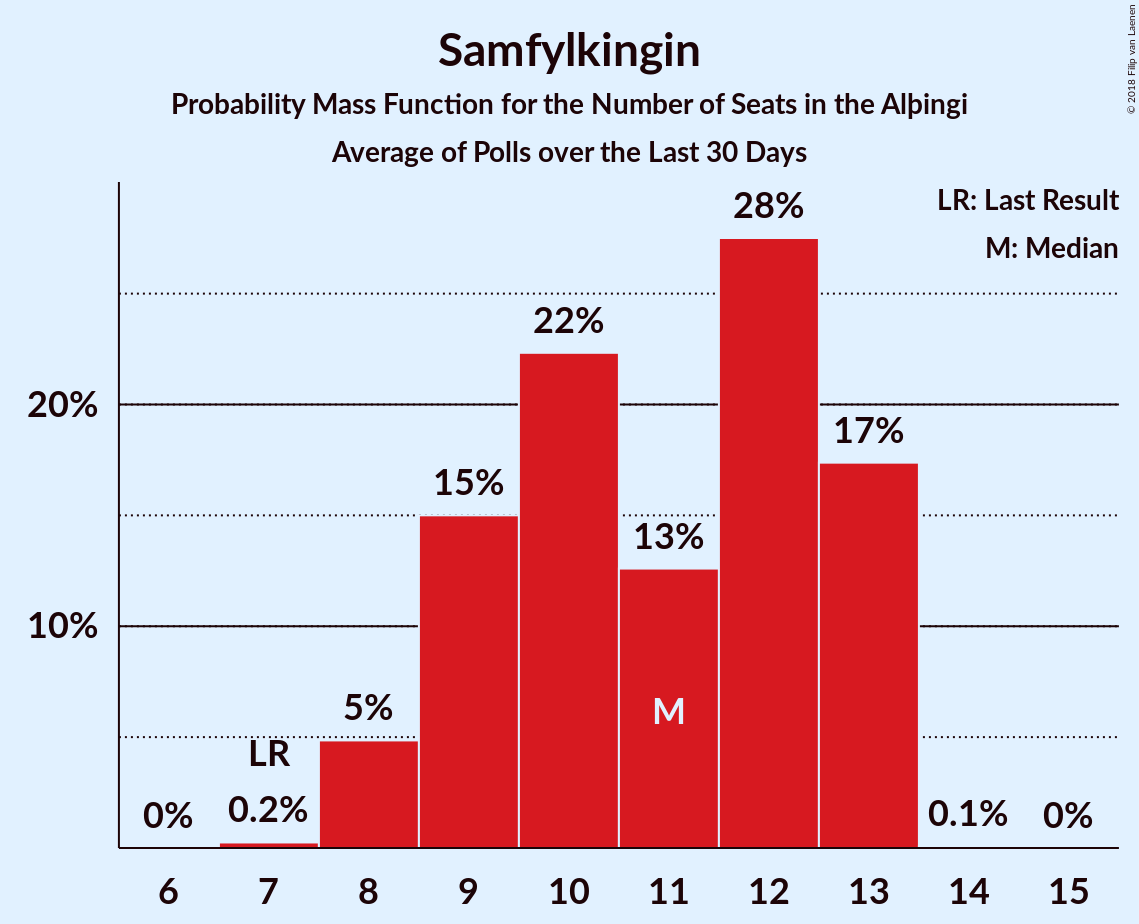 Samfylkingin
Probability Mass Function for the Number of Seats in the Alþingi
Average of Polls over the Last 30 Days
© 2018 Filip van Laenen
LR: Last Result
M: Median
20%
10%
0%
LR
0.2%
5%
15%
22%
13%
M
28%
17%
0.1%
0%
6 7 8 9 10 11 12 13 14 15